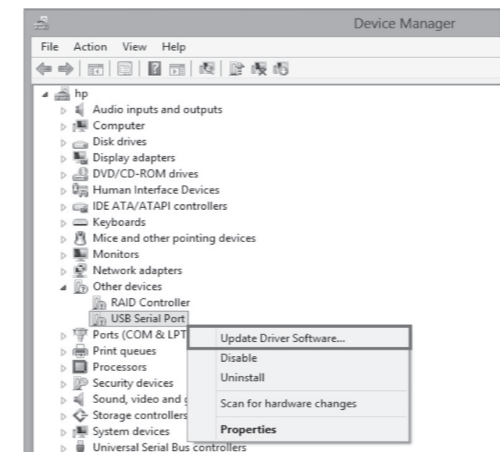 Device Manager
File Action View Help
hp
Audio inputs and outputs
Computer
Disk drives
Display adapters
DVD/CD-ROM drives
Human Interface Devices
IDE ATA/ATAPI controllers
Keyboards
Mice and other pointing devices
Monitors
Network adapters
Other devices
RAID Controller
USB Serial Port
Ports (COM & LPT
Print queues
Processors
Security devices
Sound, video and g
Storage controllers
System devices
Universal Serial Bus controllers
Update Driver Software...
Disable
Uninstall
Scan for hardware changes
Properties